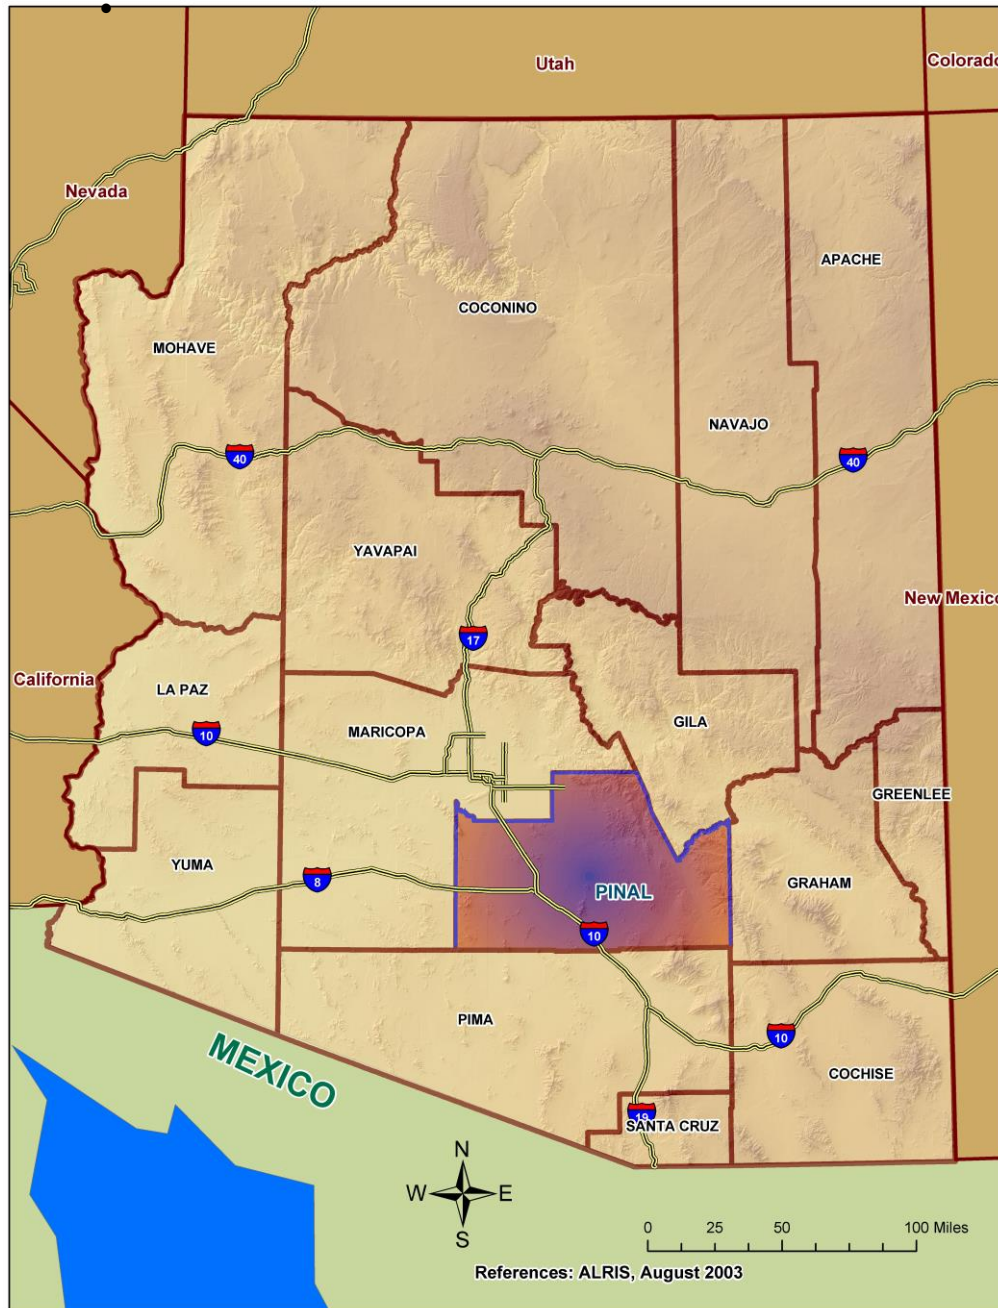 Utah
Colorado
Nevada
APACHE
COCONINO
MOHAVE
NAVAJO
40
40
YAVAPAI
New Mexico
17
California
LA PAZ
GILA
10
MARICOPA
GREENLEE
YUMA
8
PINAL
GRAHAM
10
PIMA
10
MEXICO
COCHISE
19
SANTA CRUZ
N
W E
S
0 25 50 100 Miles
References: ALRIS, August 2003